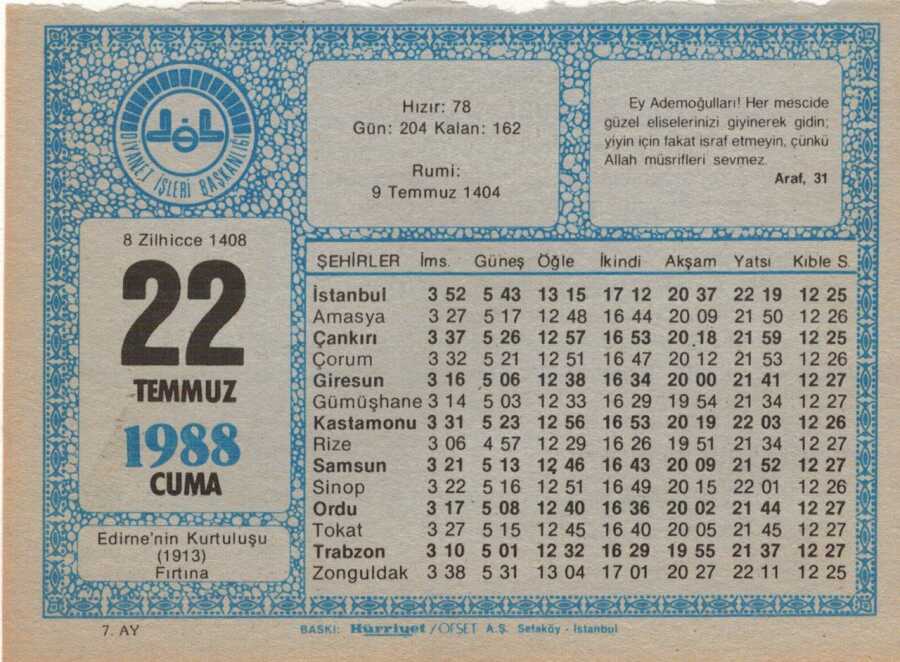 DİYANET İŞLERİ BAŞKANLIĞI
Hızır: 78
Gün: 204 Kalan: 162
Rumi:
9 Temmuz 1404
Ey Ademoğulları! Her mescide
güzel eliselerinizi giyinerek gidin;
yiyin için fakat israf etmeyin, çünkü
Allah müsrifleri sevmez.
Araf, 31
8 Zilhicce 1408
22
TEMMUZ
1988
CUMA
Edirne'nin Kurtuluşu
(1913)
Fırtına
ŞEHİRLER İms. Güneş Öğle İkindi Akşam Yatsı Kıble S.
İstanbul 3 52 5 43 13 15 17 12 20 37 22 19 12 25
Amasya 3 27 5 17 12 48 16 44 20 09 21 50 12 26
Çankırı 3 37 5 26 12 57 16 53 20 18 21 59 12 25
Çorum 3 32 5 21 12 51 16 47 20 12 21 53 12 26
Giresun 3 16 5 06 12 38 16 34 20 00 21 41 12 27
Gümüşhane 3 14 5 03 12 33 16 29 19 54 21 34 12 27
Kastamonu 3 31 5 23 12 56 16 53 20 19 22 03 12 26
Rize 3 06 4 57 12 29 16 26 19 51 21 34 12 27
Samsun 3 21 5 13 12 46 16 43 20 09 21 52 12 27
Sinop 3 22 5 16 12 51 16 49 20 15 22 01 12 26
Ordu 3 17 5 08 12 40 16 36 20 02 21 44 12 27
Tokat 3 27 5 15 12 45 16 40 20 05 21 45 12 27
Trabzon 3 10 5 01 12 32 16 29 19 55 21 37 12 27
Zonguldak 3 38 5 31 13 04 17 01 20 27 22 11 12 25
7. AY
BASKI: Hürriyet / OFSET A.Ş. Sefaköy - İstanbul